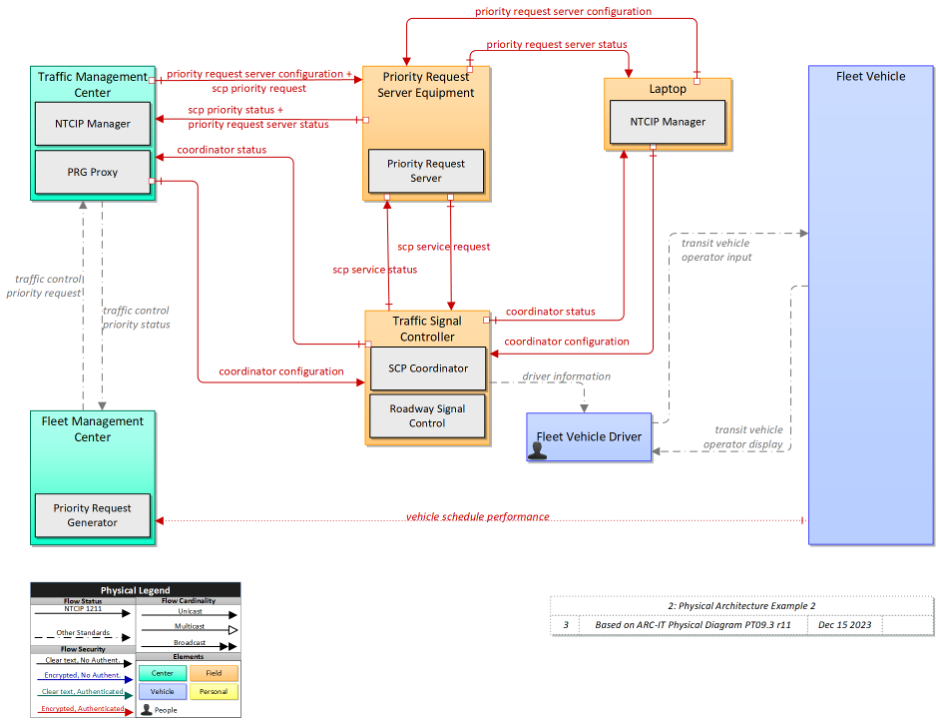 priority request server configuration
priority request server status
Traffic Management
Center
NTCIP Manager
PRG Proxy
priority request server configuration +
scp priority request
scp priority status +
priority request server status
coordinator status
Priority Request
Server Equipment
Priority Request
Server
Laptop
NTCIP Manager
Fleet Vehicle
scp service request
scp service status
transit vehicle
operator input
traffic control
priority request
traffic control
priority status
Traffic Signal
Controller
SCP Coordinator
Roadway Signal
Control
coordinator status
coordinator configuration
coordinator configuration
driver information
Fleet Management
Center
Priority Request
Generator
Fleet Vehicle Driver
transit vehicle
operator display
vehicle schedule performance
Physical Legend
Flow Status
NTCIP 1211
Other Standards
Flow Security
Clear text, No Authent.
Encrypted, No Authent.
Clear text, Authenticated
Encrypted, Authenticated
Flow Cardinality
Unicast
Multicast
Broadcast
Elements
Center
Field
Vehicle
Personal
People
2: Physical Architecture Example 2
3 Based on ARC-IT Physical Diagram PT09.3 r11 Dec 15 2023